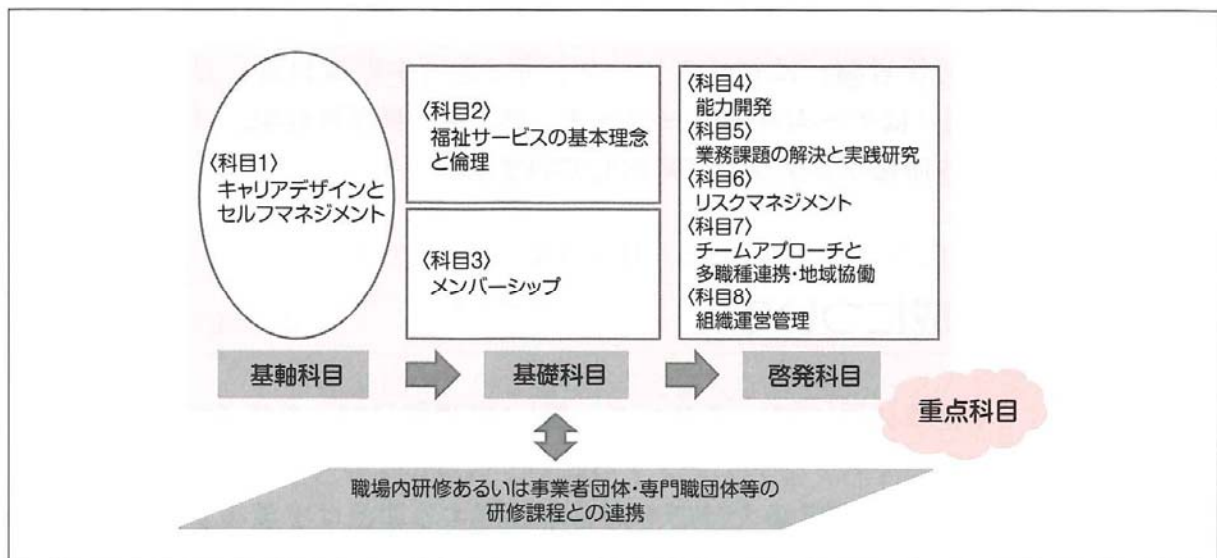 〈科目1〉
キャリアデザインと
セルフマネジメント
〈科目2〉
福祉サービスの基本理念
と倫理
〈科目3〉
メンバーシップ
〈科目4〉
能力開発
〈科目5〉
業務課題の解決と実践研究
〈科目6〉
リスクマネジメント
〈科目7〉
チームアプローチと
多職種連携・地域協働
〈科目8〉
組織運営管理
基軸科目
基礎科目
啓発科目
重点科目
職場内研修あるいは事業者団体・専門職団体等の
研修課程との連携